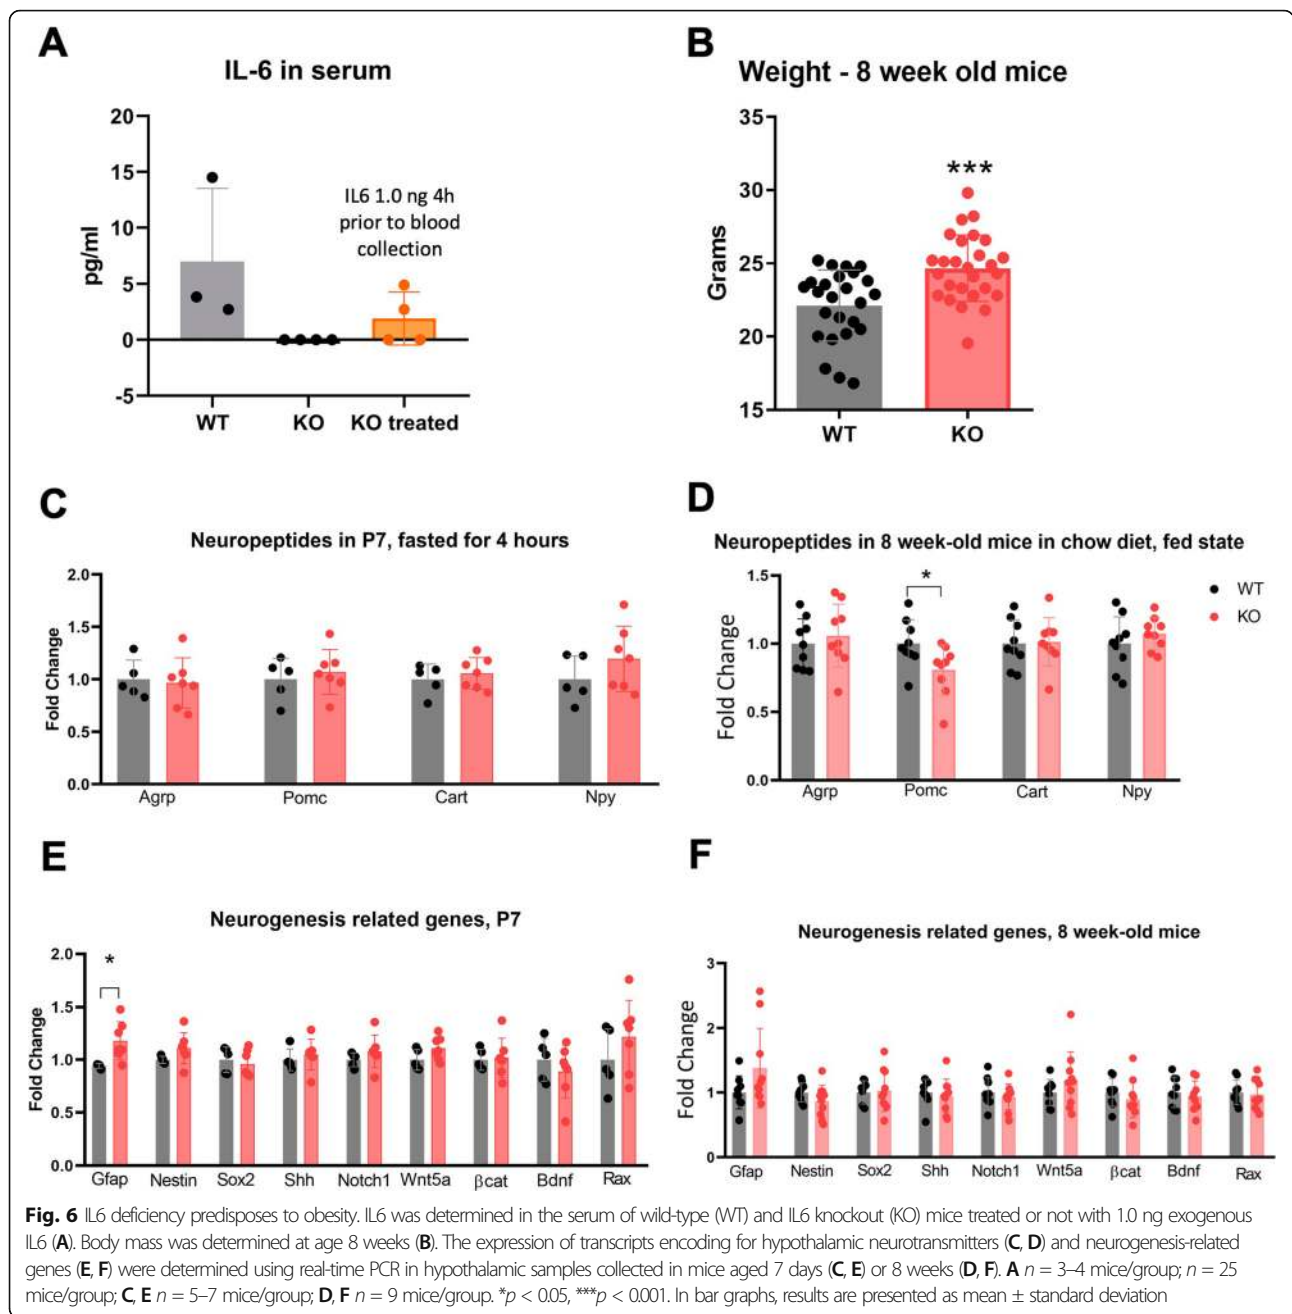 A
IL-6 in serum
20
15
10
5
0
-5
pg/ml
IL6 1.0 ng 4h
prior to blood
collection
WT KO KO treated
B
Weight - 8 week old mice
35
30
25
20
15
Grams
***
WT KO
C
Neuropeptides in P7, fasted for 4 hours
2.0
1.5
1.0
0.5
0.0
Fold Change
Agrp Pomc Cart Npy
D
Neuropeptides in 8 week-old mice in chow diet, fed state
1.5
1.0
0.5
0.0
Fold Change
*
WT
KO
Agrp Pomc Cart Npy
E
Neurogenesis related genes, P7
2.0
1.5
1.0
0.5
0.0
Fold Change
*
Gfap Nestin Sox2 Shh Notch1 Wnt5a βcat Bdnf Rax
F
Neurogenesis related genes, 8 week-old mice
3
2
1
0
Fold Change
Gfap Nestin Sox2 Shh Notch1 Wnt5a βcat Bdnf Rax
Fig. 6 IL6 deficiency predisposes to obesity. IL6 was determined in the serum of wild-type (WT) and IL6 knockout (KO) mice treated or not with 1.0 ng exogenous
IL6 (A). Body mass was determined at age 8 weeks (B). The expression of transcripts encoding for hypothalamic neurotransmitters (C, D) and neurogenesis-related
genes (E, F) were determined using real-time PCR in hypothalamic samples collected in mice aged 7 days (C, E) or 8 weeks (D, F). A n = 3–4 mice/group; n = 25
mice/group; C, E n = 5–7 mice/group; D, F n = 9 mice/group. *p < 0.05, ***p < 0.001. In bar graphs, results are presented as mean ± standard deviation